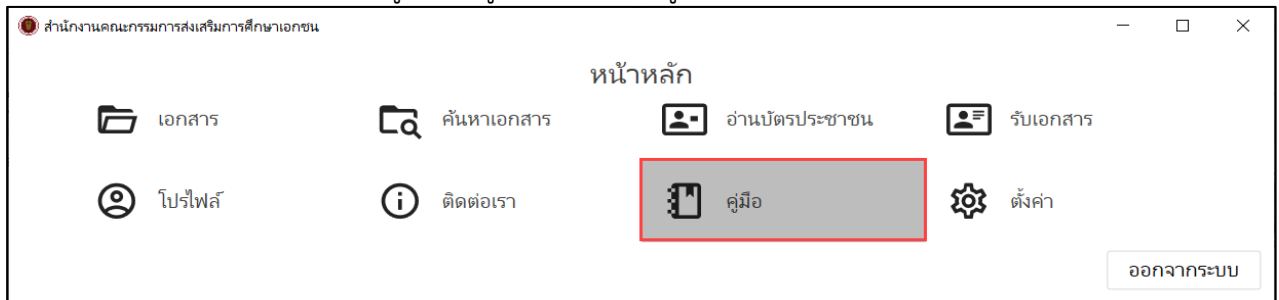 สำนักงานคณะกรรมการส่งเสริมการศึกษาเอกชน
หน้าหลัก
เอกสาร ค้นหาเอกสาร อ่านบัตรประชาชน รับเอกสาร
โปรไฟล์ ติดต่อเรา คู่มือ ตั้งค่า
ออกจากระบบ